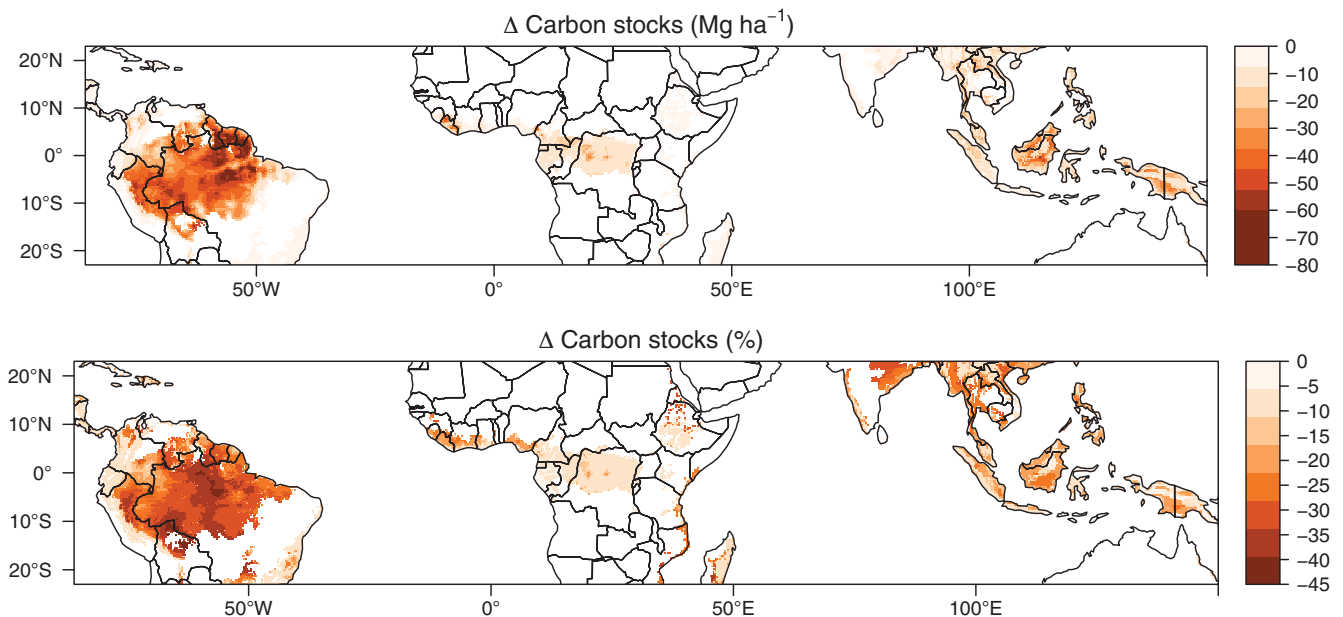 Δ Carbon stocks (Mg ha⁻¹)
20°N
10°N
0°
10°S
20°S
50°W 0° 50°E 100°E
0
−10
−20
−30
−40
−50
−60
−70
−80
Δ Carbon stocks (%)
20°N
10°N
0°
10°S
20°S
50°W 0° 50°E 100°E
0
−5
−10
−15
−20
−25
−30
−35
−40
−45